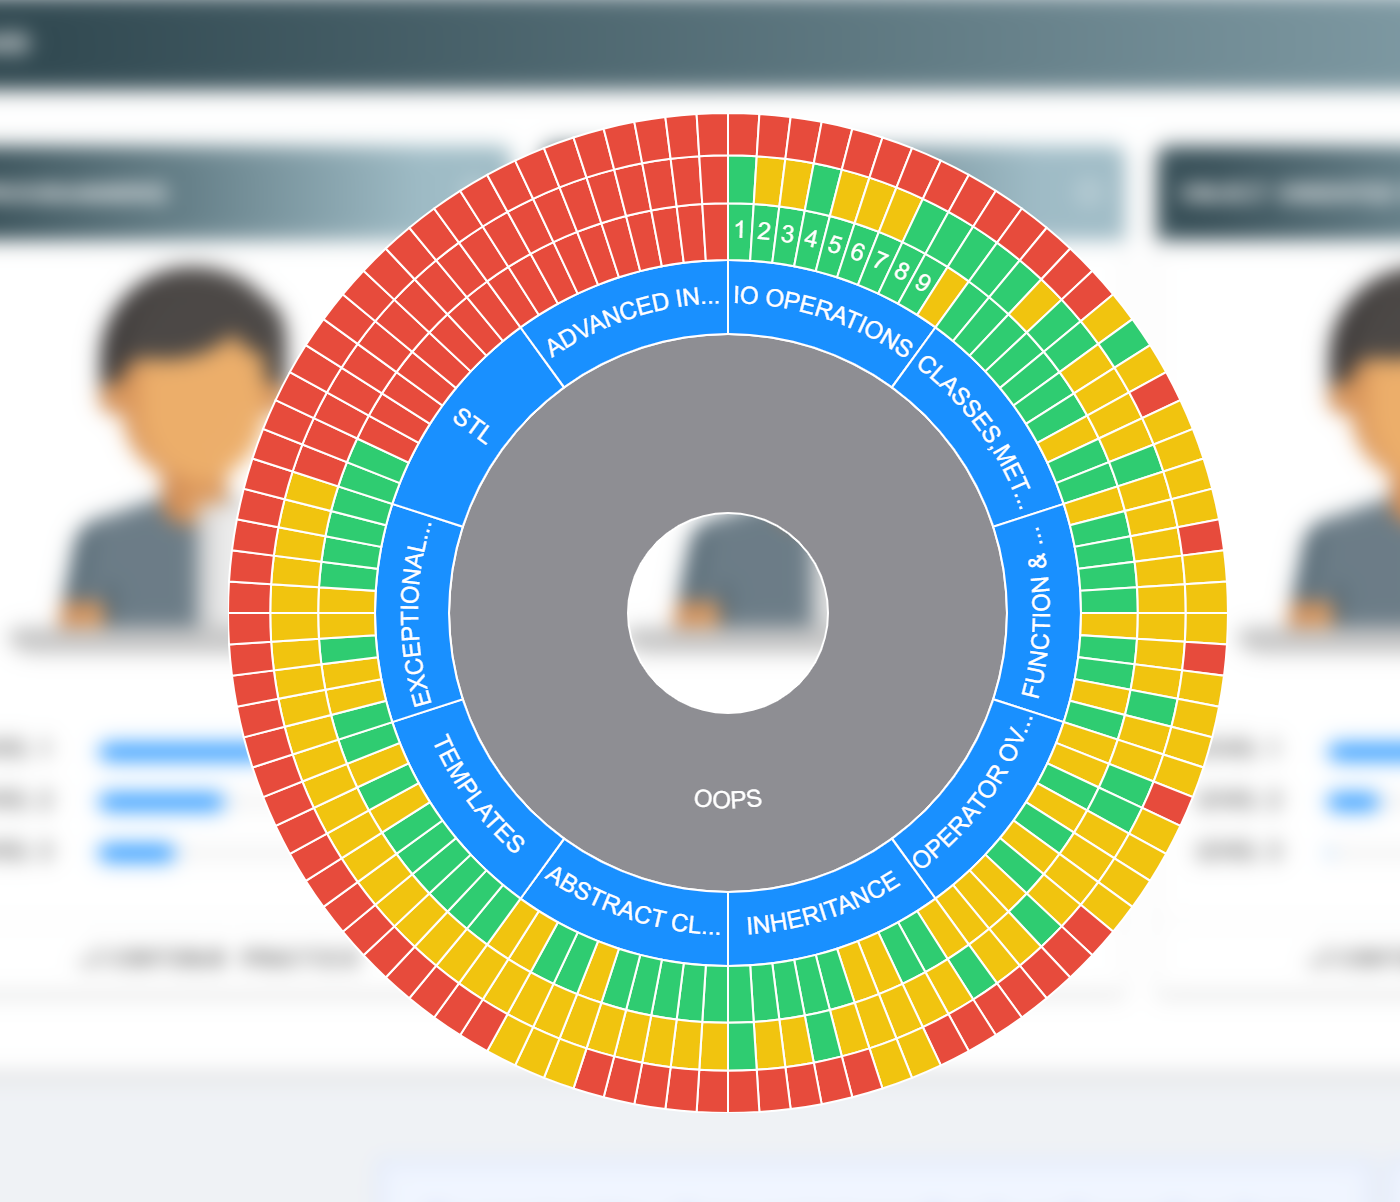 1 2 3 4 5 6 7 8 9
IO OPERATIONS
CLASSES,MET...
FUNCTION & ...
OPERATOR OV...
INHERITANCE
ABSTRACT CL...
TEMPLATES
EXCEPTIONAL...
STL
ADVANCED IN...
OOPS